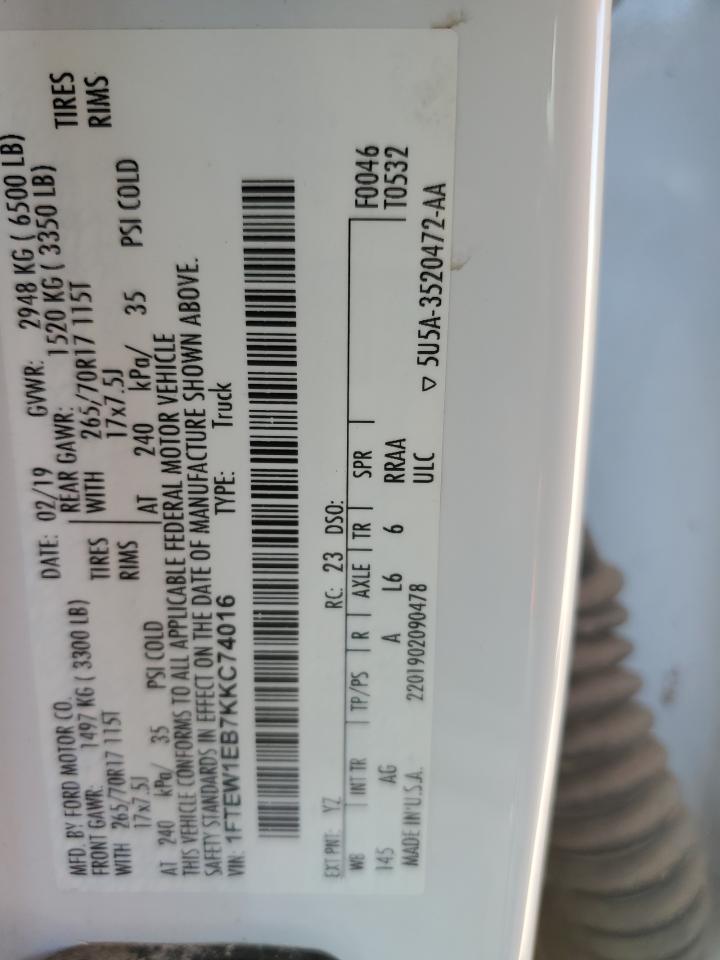 MFD. BY FORD MOTOR CO. DATE: 02/19 GVWR: 2948 KG ( 6500 LB)
FRONT GAWR: 1497 KG ( 3300 LB) REAR GAWR: 1520 KG ( 3350 LB)
WITH 265/70R17 115T TIRES WITH 265/70R17 115T TIRES
17x7.5J RIMS 17x7.5J RIMS
AT 240 kPa/ 35 PSI COLD AT 240 kPa/ 35 PSI COLD
THIS VEHICLE CONFORMS TO ALL APPLICABLE FEDERAL MOTOR VEHICLE
SAFETY STANDARDS IN EFFECT ON THE DATE OF MANUFACTURE SHOWN ABOVE.
VIN: 1FTEW1EB7KKC74016 TYPE: Truck
EXT PNT: YZ RC: 23 DSO: F0046
WB INT TR TP/PS R AXLE TR SPR T0532
145 AG A L6 6 RRAA
MADE IN U.S.A. 2201902090478 ULC ▽ 5U5A-3520472-AA